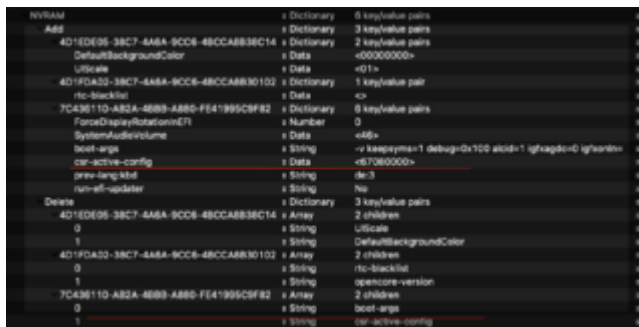 NVRAM Dictionary 6 key/value pairs
Add Dictionary 3 key/value pairs
4D1EDE05-38C7-4A6A-9CC6-4BCCA8B38C14 Dictionary 2 key/value pairs
DefaultBackgroundColor Data <00000000>
UIScale Data <01>
4D1FDA02-38C7-4A6A-9CC6-4BCCA8B30102 Dictionary 1 key/value pair
rtc-blacklist Data <>
7C436110-AB2A-4BBB-A880-FE41995C9F82 Dictionary 6 key/value pairs
ForceDisplayRotationInEFI Number 0
SystemAudioVolume Data <46>
boot-args String -v keepsyms=1 debug=0x100 alcid=1 igfxagdc=0
csr-active-config Data <67080000>
prev-lang:kbd String de:3
run-efi-updater String No
Delete Dictionary 3 key/value pairs
4D1EDE05-38C7-4A6A-9CC6-4BCCA8B38C14 Array 2 children
0 String UIScale
1 String DefaultBackgroundColor
4D1FDA02-38C7-4A6A-9CC6-4BCCA8B30102 Array 2 children
0 String rtc-blacklist
1 String opencore-version
7C436110-AB2A-4BBB-A880-FE41995C9F82 Array 2 children
0 String boot-args
1 String csr-active-config